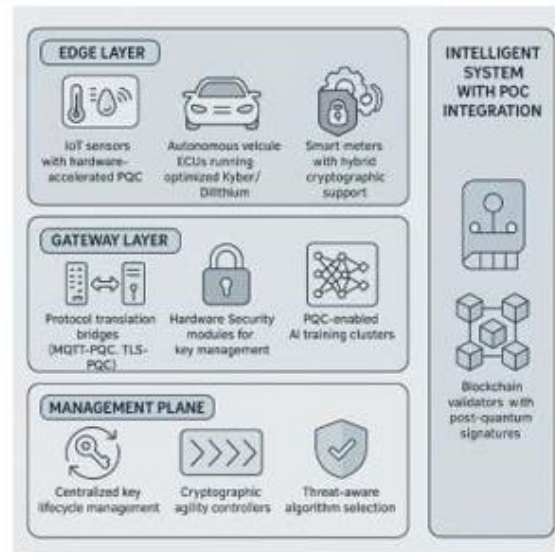 EDGE LAYER
IoT sensors
with hardware-
accelerated PQC
Autonomous veicule
ECUs running
optimized Kyber/
Dillthium
Smart meters
with hybrid
cryptographic
support
GATEWAY LAYER
Protocol translation
bridges
(MQTT-PQC, TLS-
PQC)
Hardware Security
modules for
key management
PQC-enabled
AI training clusters
MANAGEMENT PLANE
Centralized key
lifecycle management
Cryptographic
agility controllers
Threat-aware
algorithm selection
INTELLIGENT
SYSTEM
WITH POC
INTEGRATION
Blockchain
validators with
post-quantum
signatures